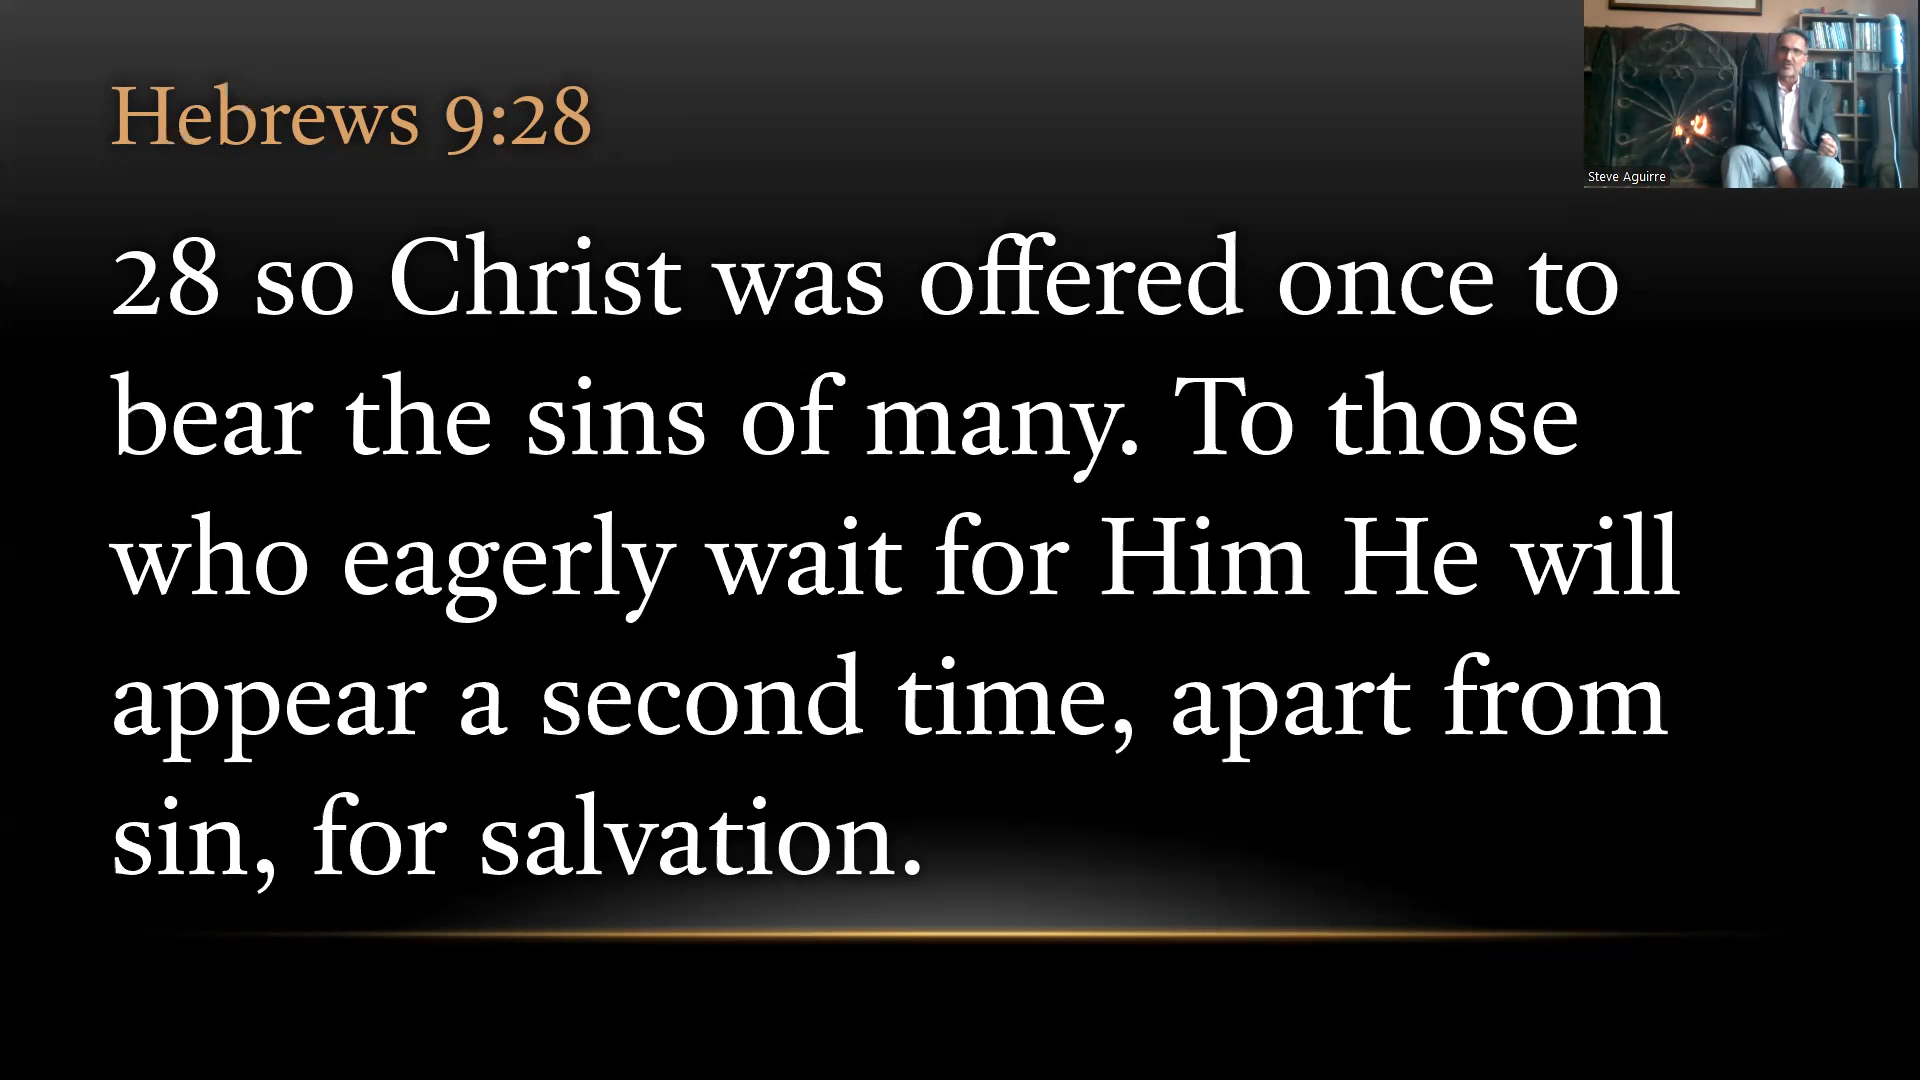 Hebrews 9:28
Steve Aguirre
28 so Christ was offered once to
bear the sins of many. To those
who eagerly wait for Him He will
appear a second time, apart from
sin, for salvation.